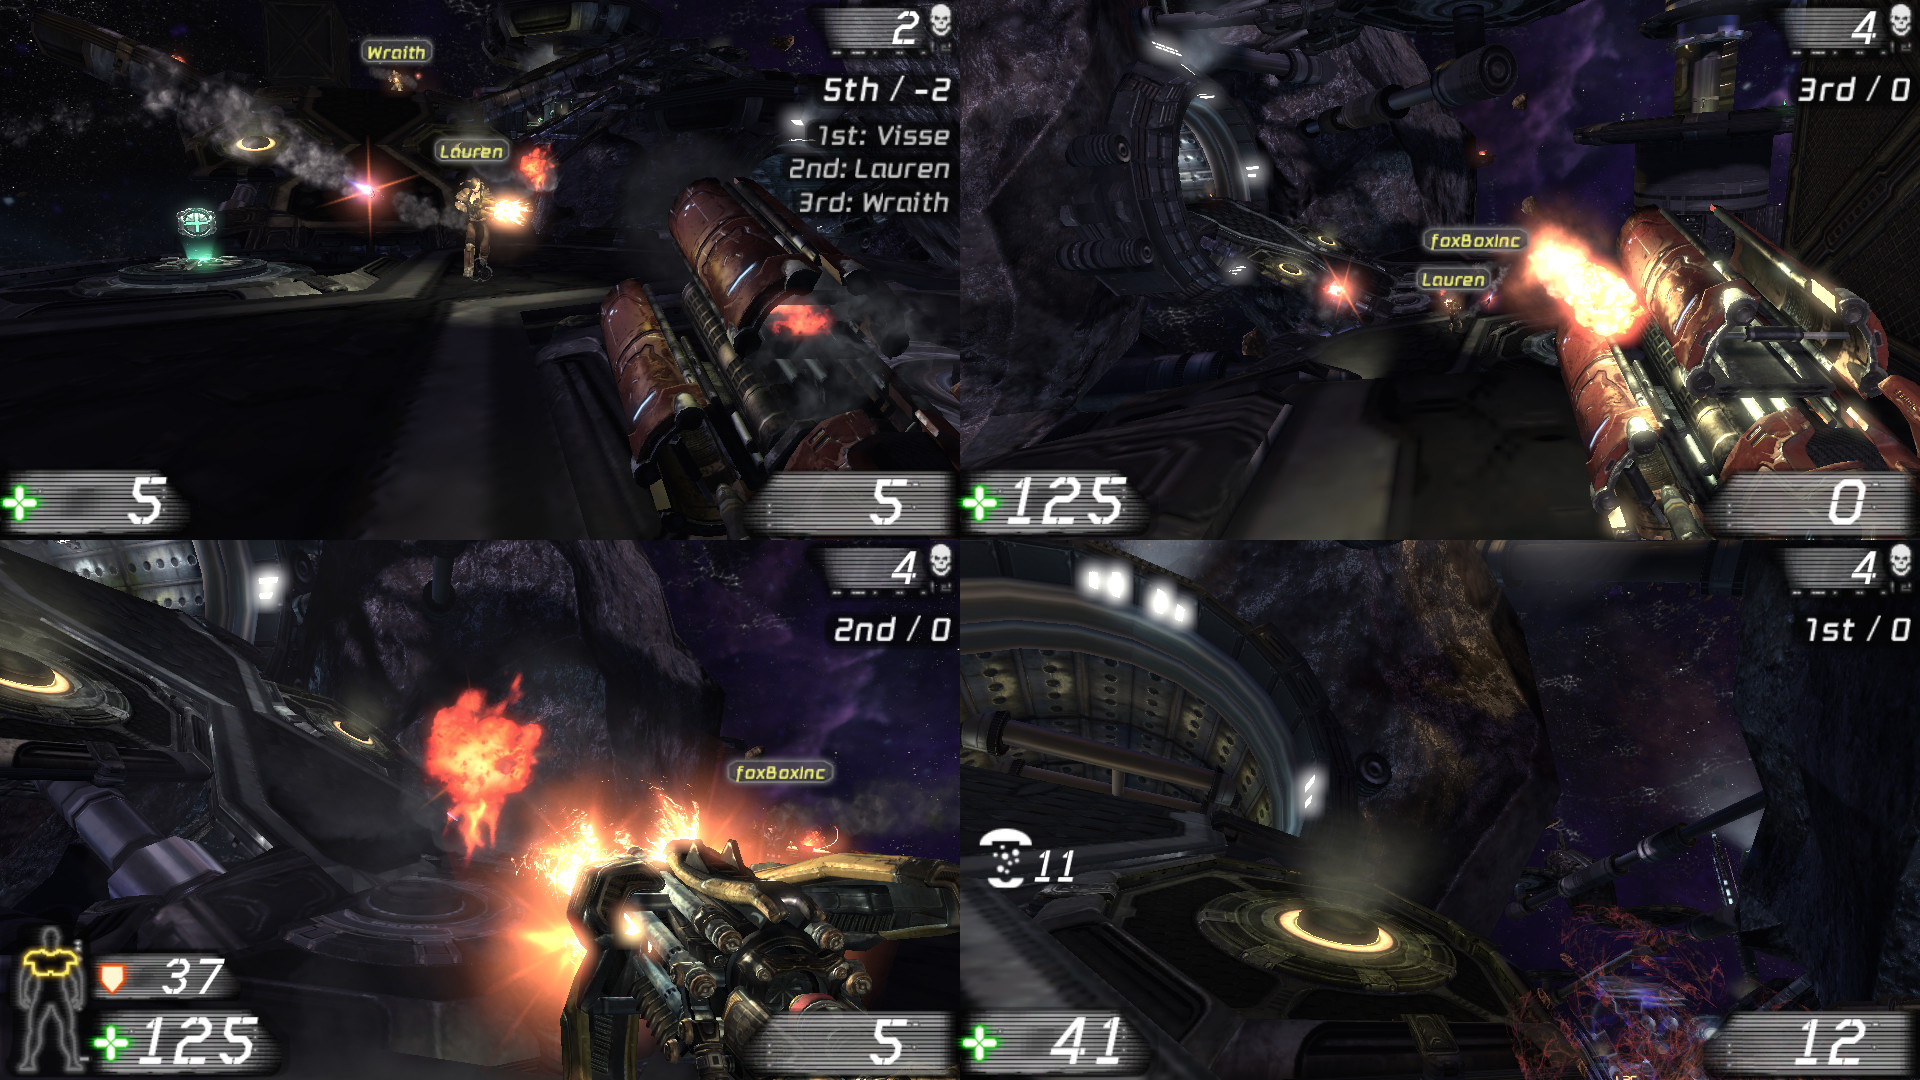 Wraith
2
5th / -2
Lauren
1st: Visse
2nd: Lauren
3rd: Wraith
5
5
4
3rd / 0
foxBoxInc
Lauren
125
0
4
2nd / 0
foxBoxInc
37
125
5
4
1st / 0
11
41
12